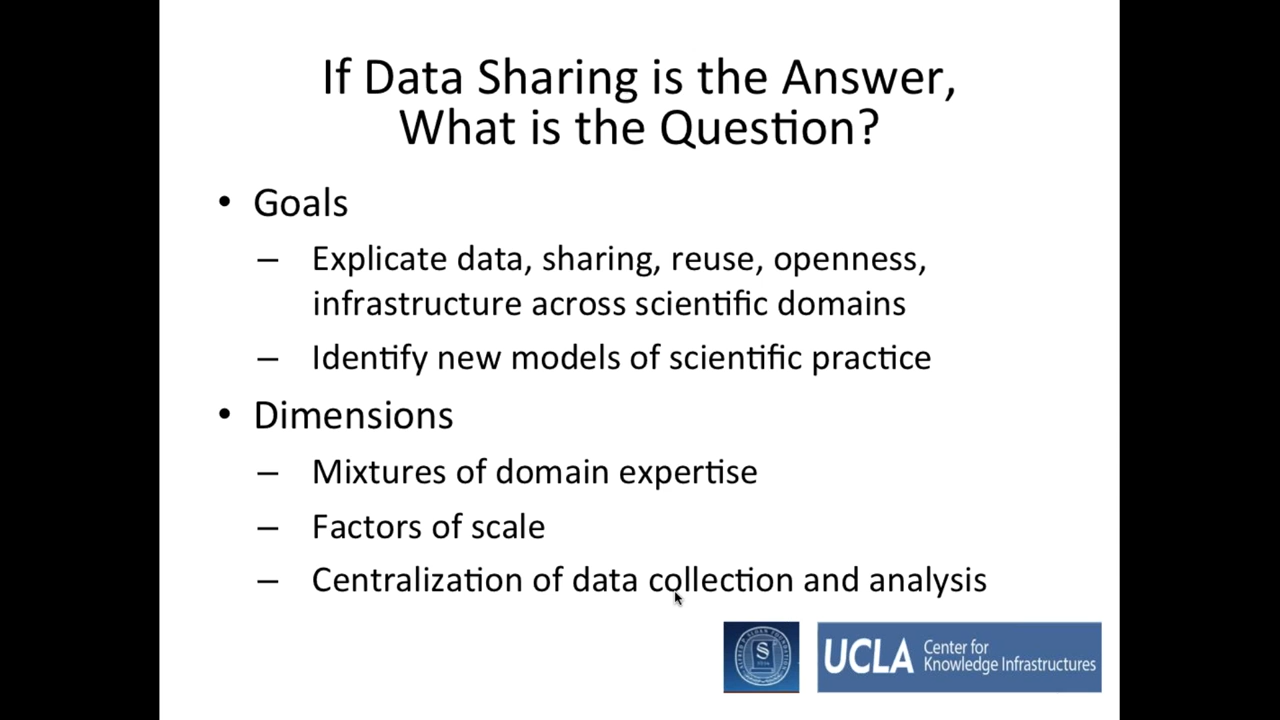 If Data Sharing is the Answer,
What is the Question?
• Goals
– Explicate data, sharing, reuse, openness,
infrastructure across scientific domains
– Identify new models of scientific practice
• Dimensions
– Mixtures of domain expertise
– Factors of scale
– Centralization of data collection and analysis
UCLA Center for
Knowledge Infrastructures